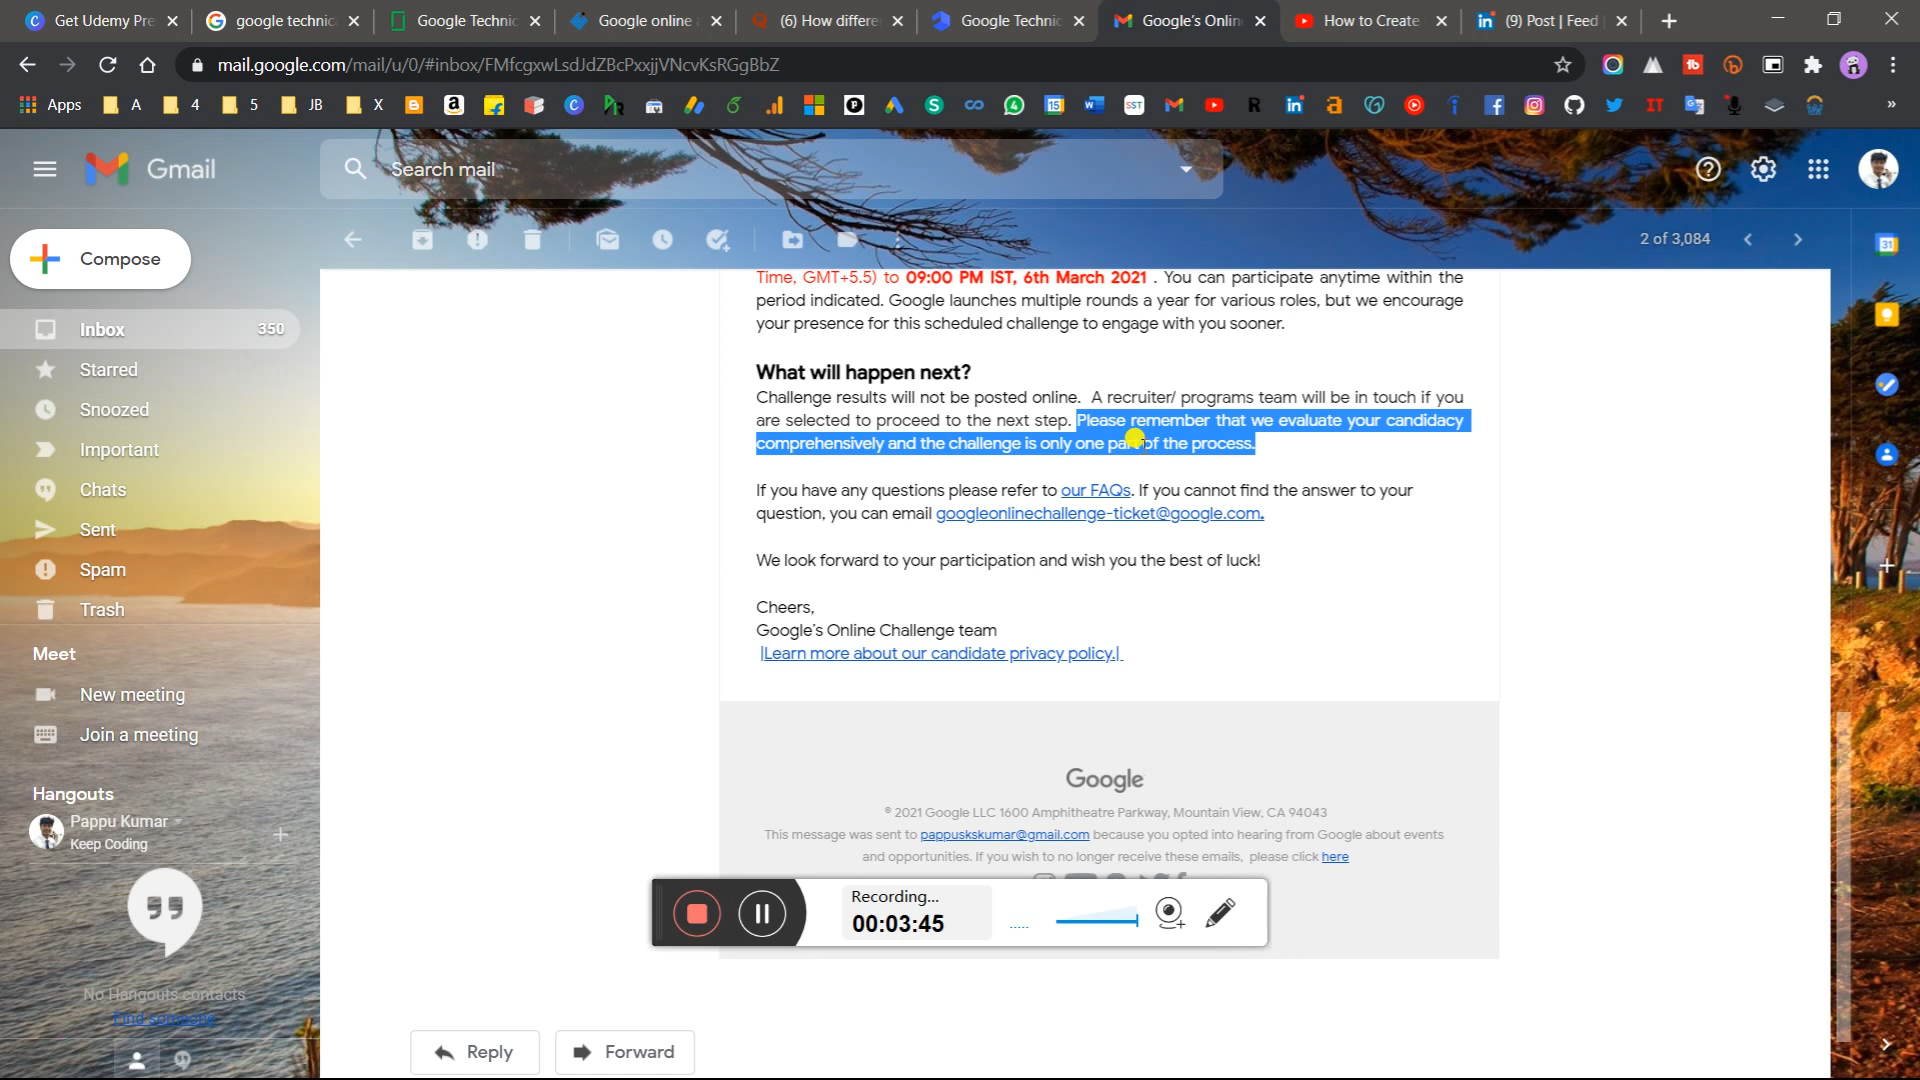 Get Udemy Pre
google technic
Google Technic
Google online
(6) How differe
Google Technic
Google's Onlin
How to Create
(9) Post | Feed
mail.google.com/mail/u/0/#inbox/FMfcgxwLsdJdZBcPxxjjVNcvKsRGgBbZ
Apps
A
4
5
JB
X
Gmail
Search mail
Compose
2 of 3,084
Inbox
350
Starred
Snoozed
Important
Chats
Sent
Spam
Trash
Meet
New meeting
Join a meeting
Hangouts
Pappu Kumar
Keep Coding
No Hangouts contacts
Find someone
Time, GMT+5.5) to 09:00 PM IST, 6th March 2021 . You can participate anytime within the
period indicated. Google launches multiple rounds a year for various roles, but we encourage
your presence for this scheduled challenge to engage with you sooner.
What will happen next?
Challenge results will not be posted online. A recruiter/ programs team will be in touch if you
are selected to proceed to the next step. Please remember that we evaluate your candidacy
comprehensively and the challenge is only one part of the process.
If you have any questions please refer to our FAQs. If you cannot find the answer to your
question, you can email googleonlinechallenge-ticket@google.com.
We look forward to your participation and wish you the best of luck!
Cheers,
Google's Online Challenge team
|Learn more about our candidate privacy policy.|
Google
© 2021 Google LLC 1600 Amphitheatre Parkway, Mountain View, CA 94043
This message was sent to pappuskskumar@gmail.com because you opted into hearing from Google about events
and opportunities. If you wish to no longer receive these emails, please click here
Recording...
00:03:45
Reply
Forward